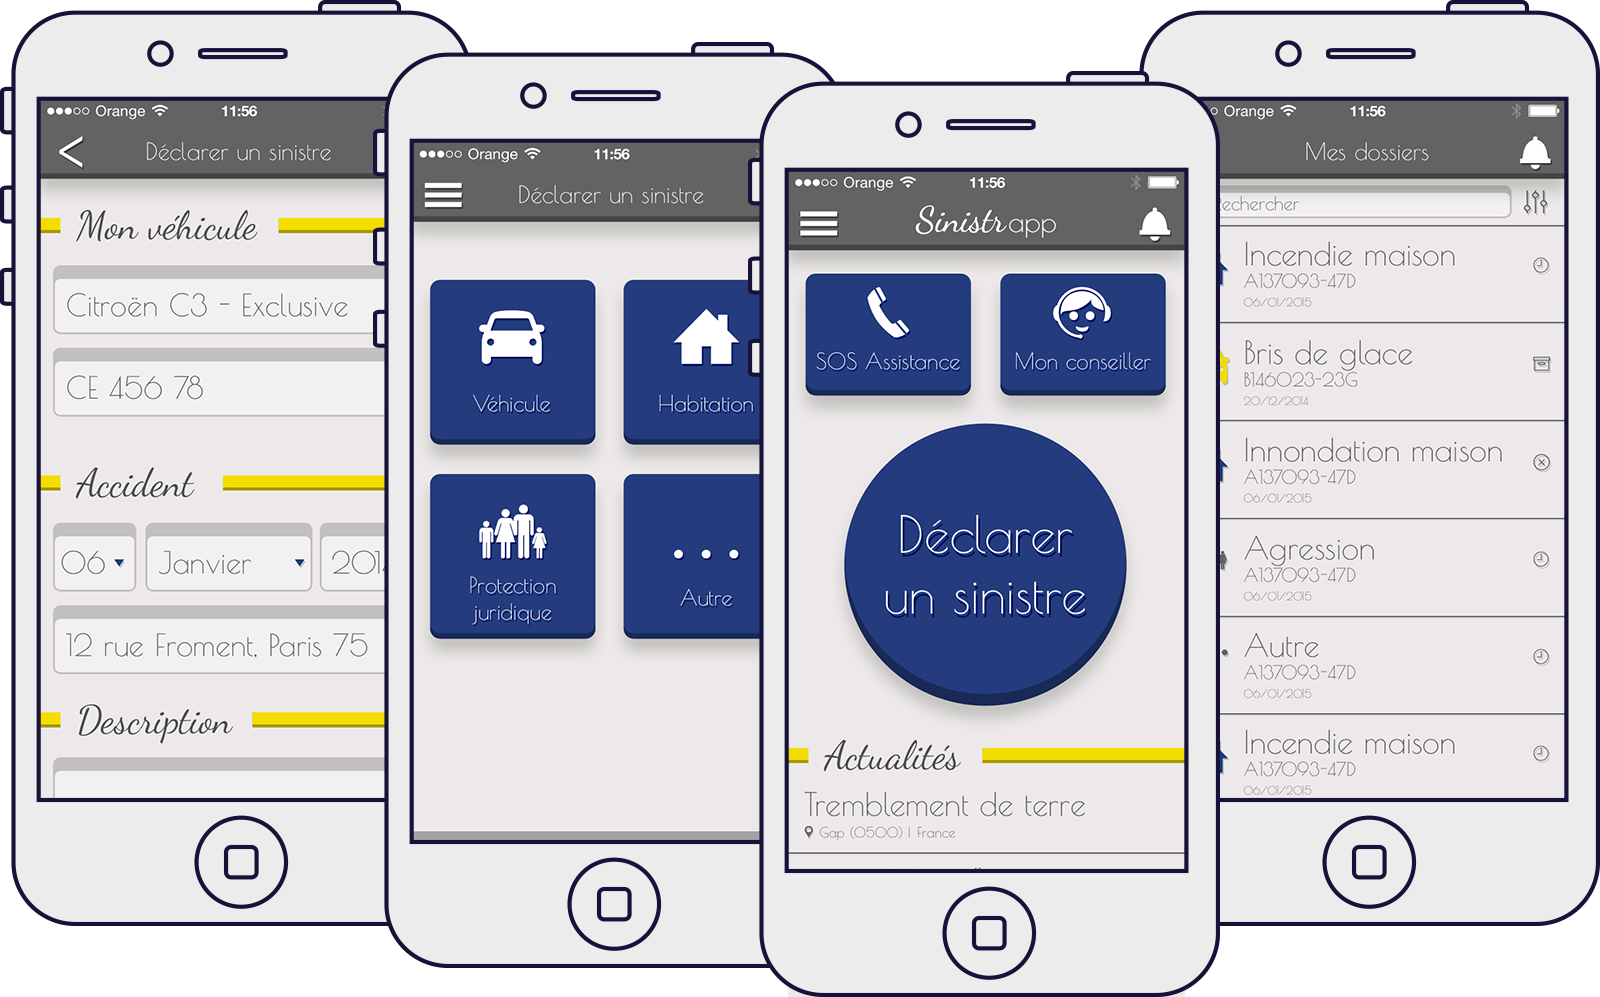 Orange
11:56
Déclarer un sinistre
Mon véhicule
Citroën C3 - Exclusive
CE 456 78
Accident
06
Janvier
12 rue Froment, Paris 75
Description
Orange
11:56
Déclarer un sinistre
Véhicule
Habitation
Protection
juridique
Autre
Orange
11:56
Sinistrapp
SOS Assistance
Mon conseiller
Déclarer
un sinistre
Actualités
Tremblement de terre
Gap (0500) | France
Orange
11:56
Mes dossiers
echercher
Incendie maison
A137093-47D
06/01/2015
Bris de glace
B146023-23G
20/12/2014
Innondation maison
A137093-47D
06/01/2015
Agression
A137093-47D
06/01/2015
Autre
A137093-47D
06/01/2015
Incendie maison
A137093-47D
06/01/2015